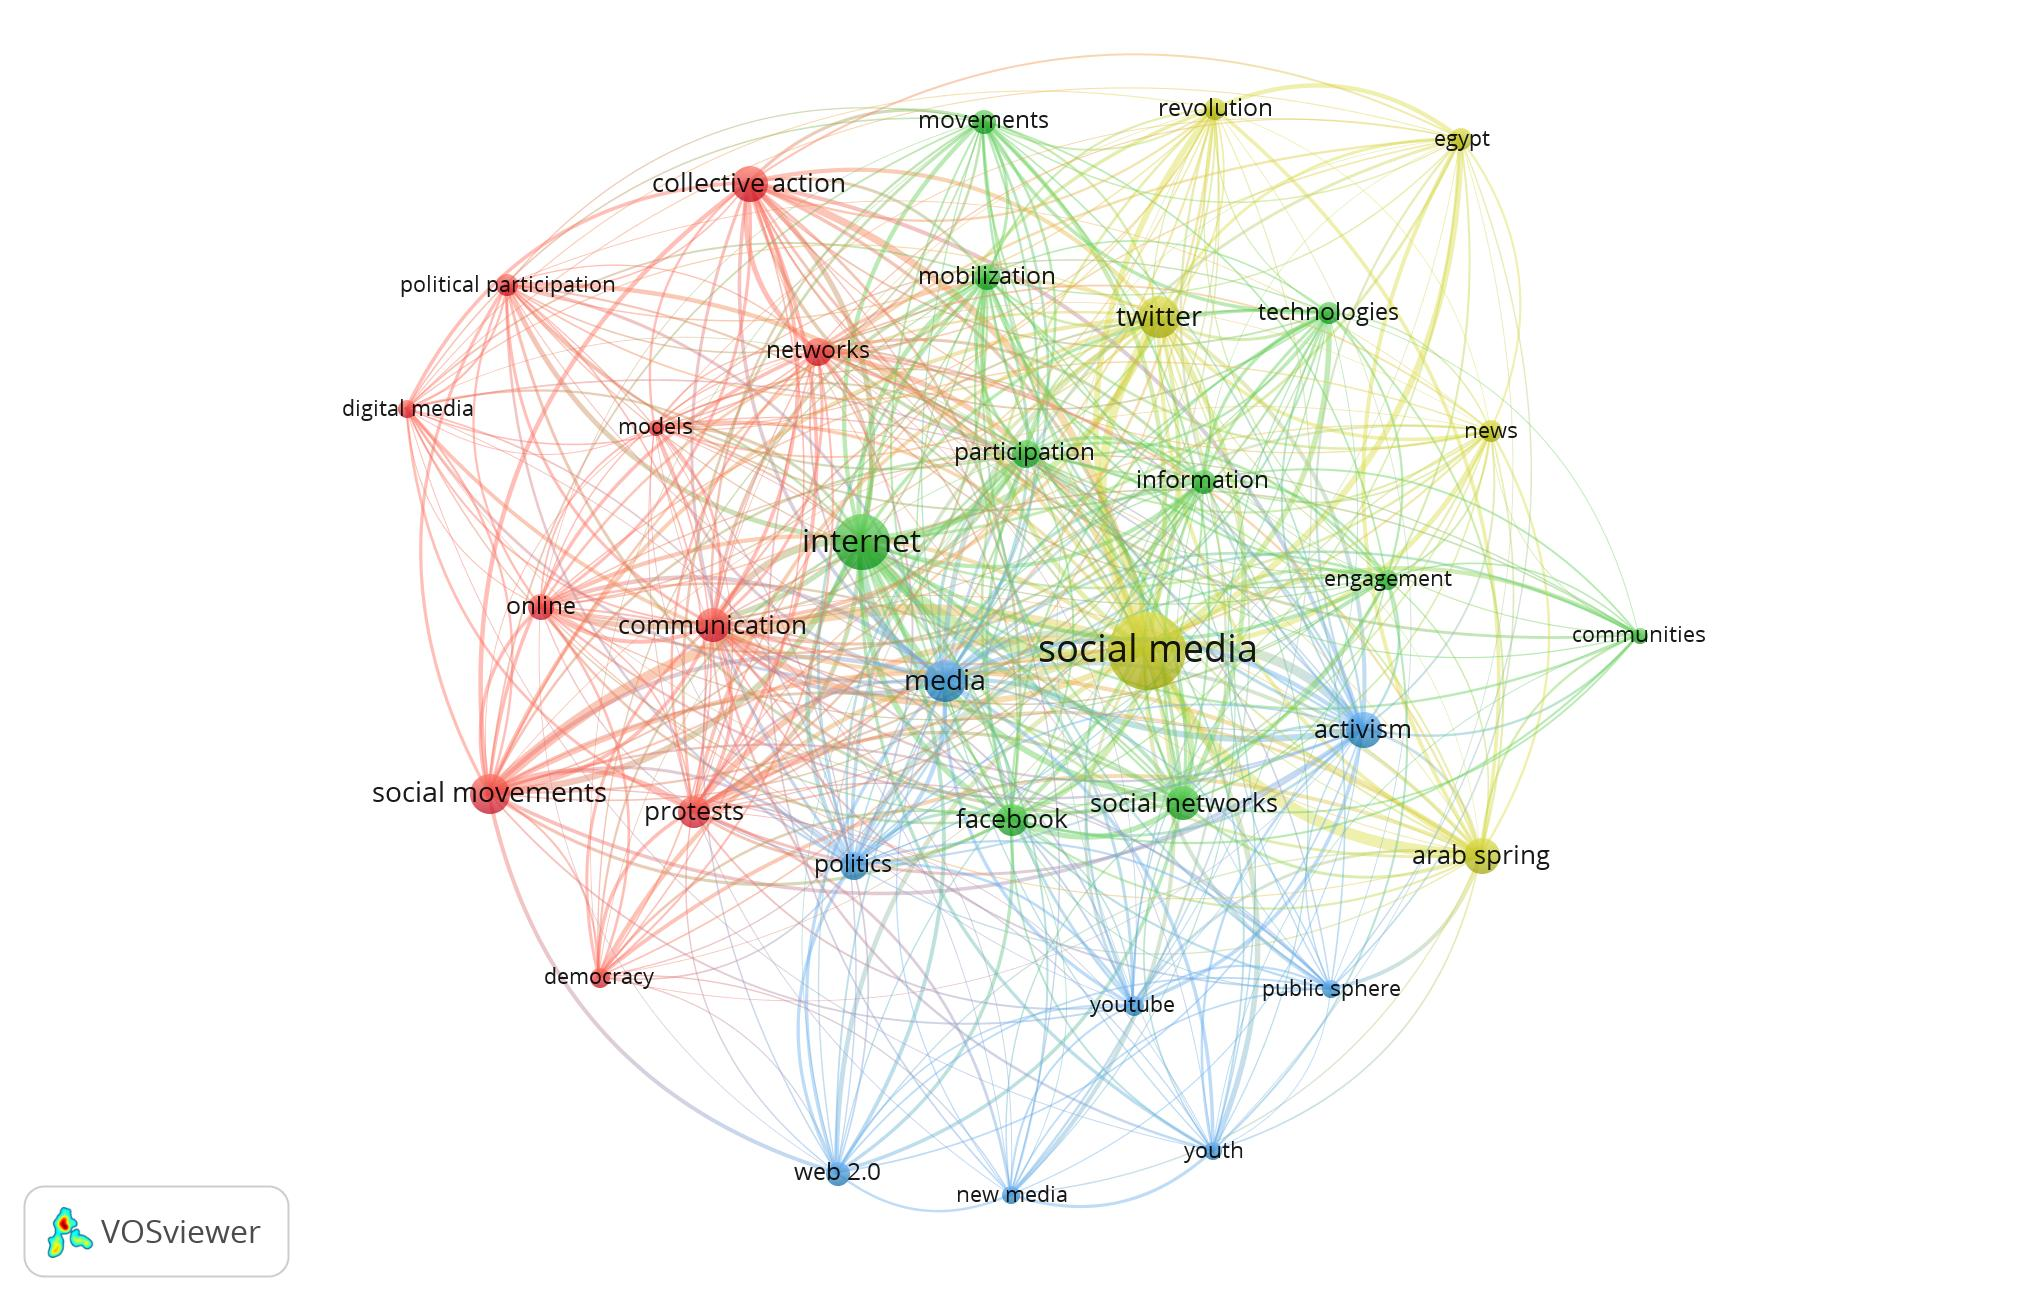 revolution
movements
egypt
collective action
mobilization
political participation
twitter
technologies
networks
digital media
models
news
participation
information
internet
engagement
online
communication
communities
social media
media
activism
social movements
protests
facebook
social networks
politics
arab spring
democracy
youtube
public sphere
youth
web 2.0
new media
VOSviewer